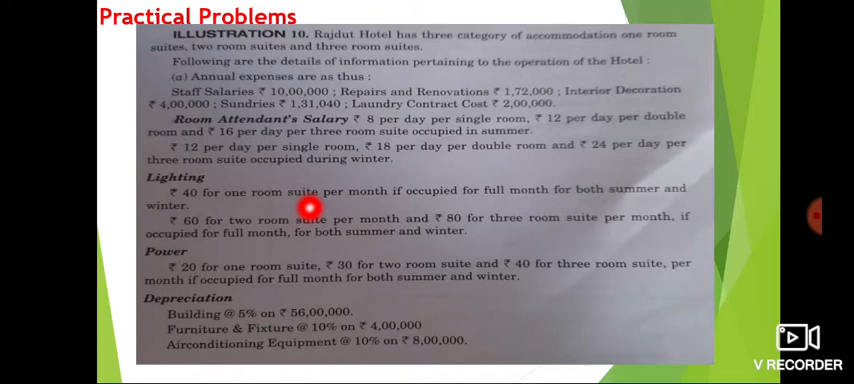 Practical Problems
ILLUSTRATION 10. Rajdut Hotel has three category of accommodation one room
suites, two room suites and three room suites.
Following are the details of information pertaining to the operation of the Hotel :
(a) Annual expenses are as thus :
Staff Salaries ₹ 10,00,000 ; Repairs and Renovations ₹ 1,72,000 ; Interior Decoration
₹ 4,00,000 ; Sundries ₹ 1,31,040 ; Laundry Contract Cost ₹ 2,00,000.
Room Attendant's Salary ₹ 8 per day per single room, ₹ 12 per day per double
room and ₹ 16 per day per three room suite occupied in summer.
₹ 12 per day per single room, ₹ 18 per day per double room and ₹ 24 per day per
three room suite occupied during winter.
Lighting
₹ 40 for one room suite per month if occupied for full month for both summer and
winter.
₹ 60 for two room suite per month and ₹ 80 for three room suite per month, if
occupied for full month, for both summer and winter.
Power
₹ 20 for one room suite, ₹ 30 for two room suite and ₹ 40 for three room suite, per
month if occupied for full month for both summer and winter.
Depreciation
Building @ 5% on ₹ 56,00,000.
Furniture & Fixture @ 10% on ₹ 4,00,000
Airconditioning Equipment @ 10% on ₹ 8,00,000.
V RECORDER